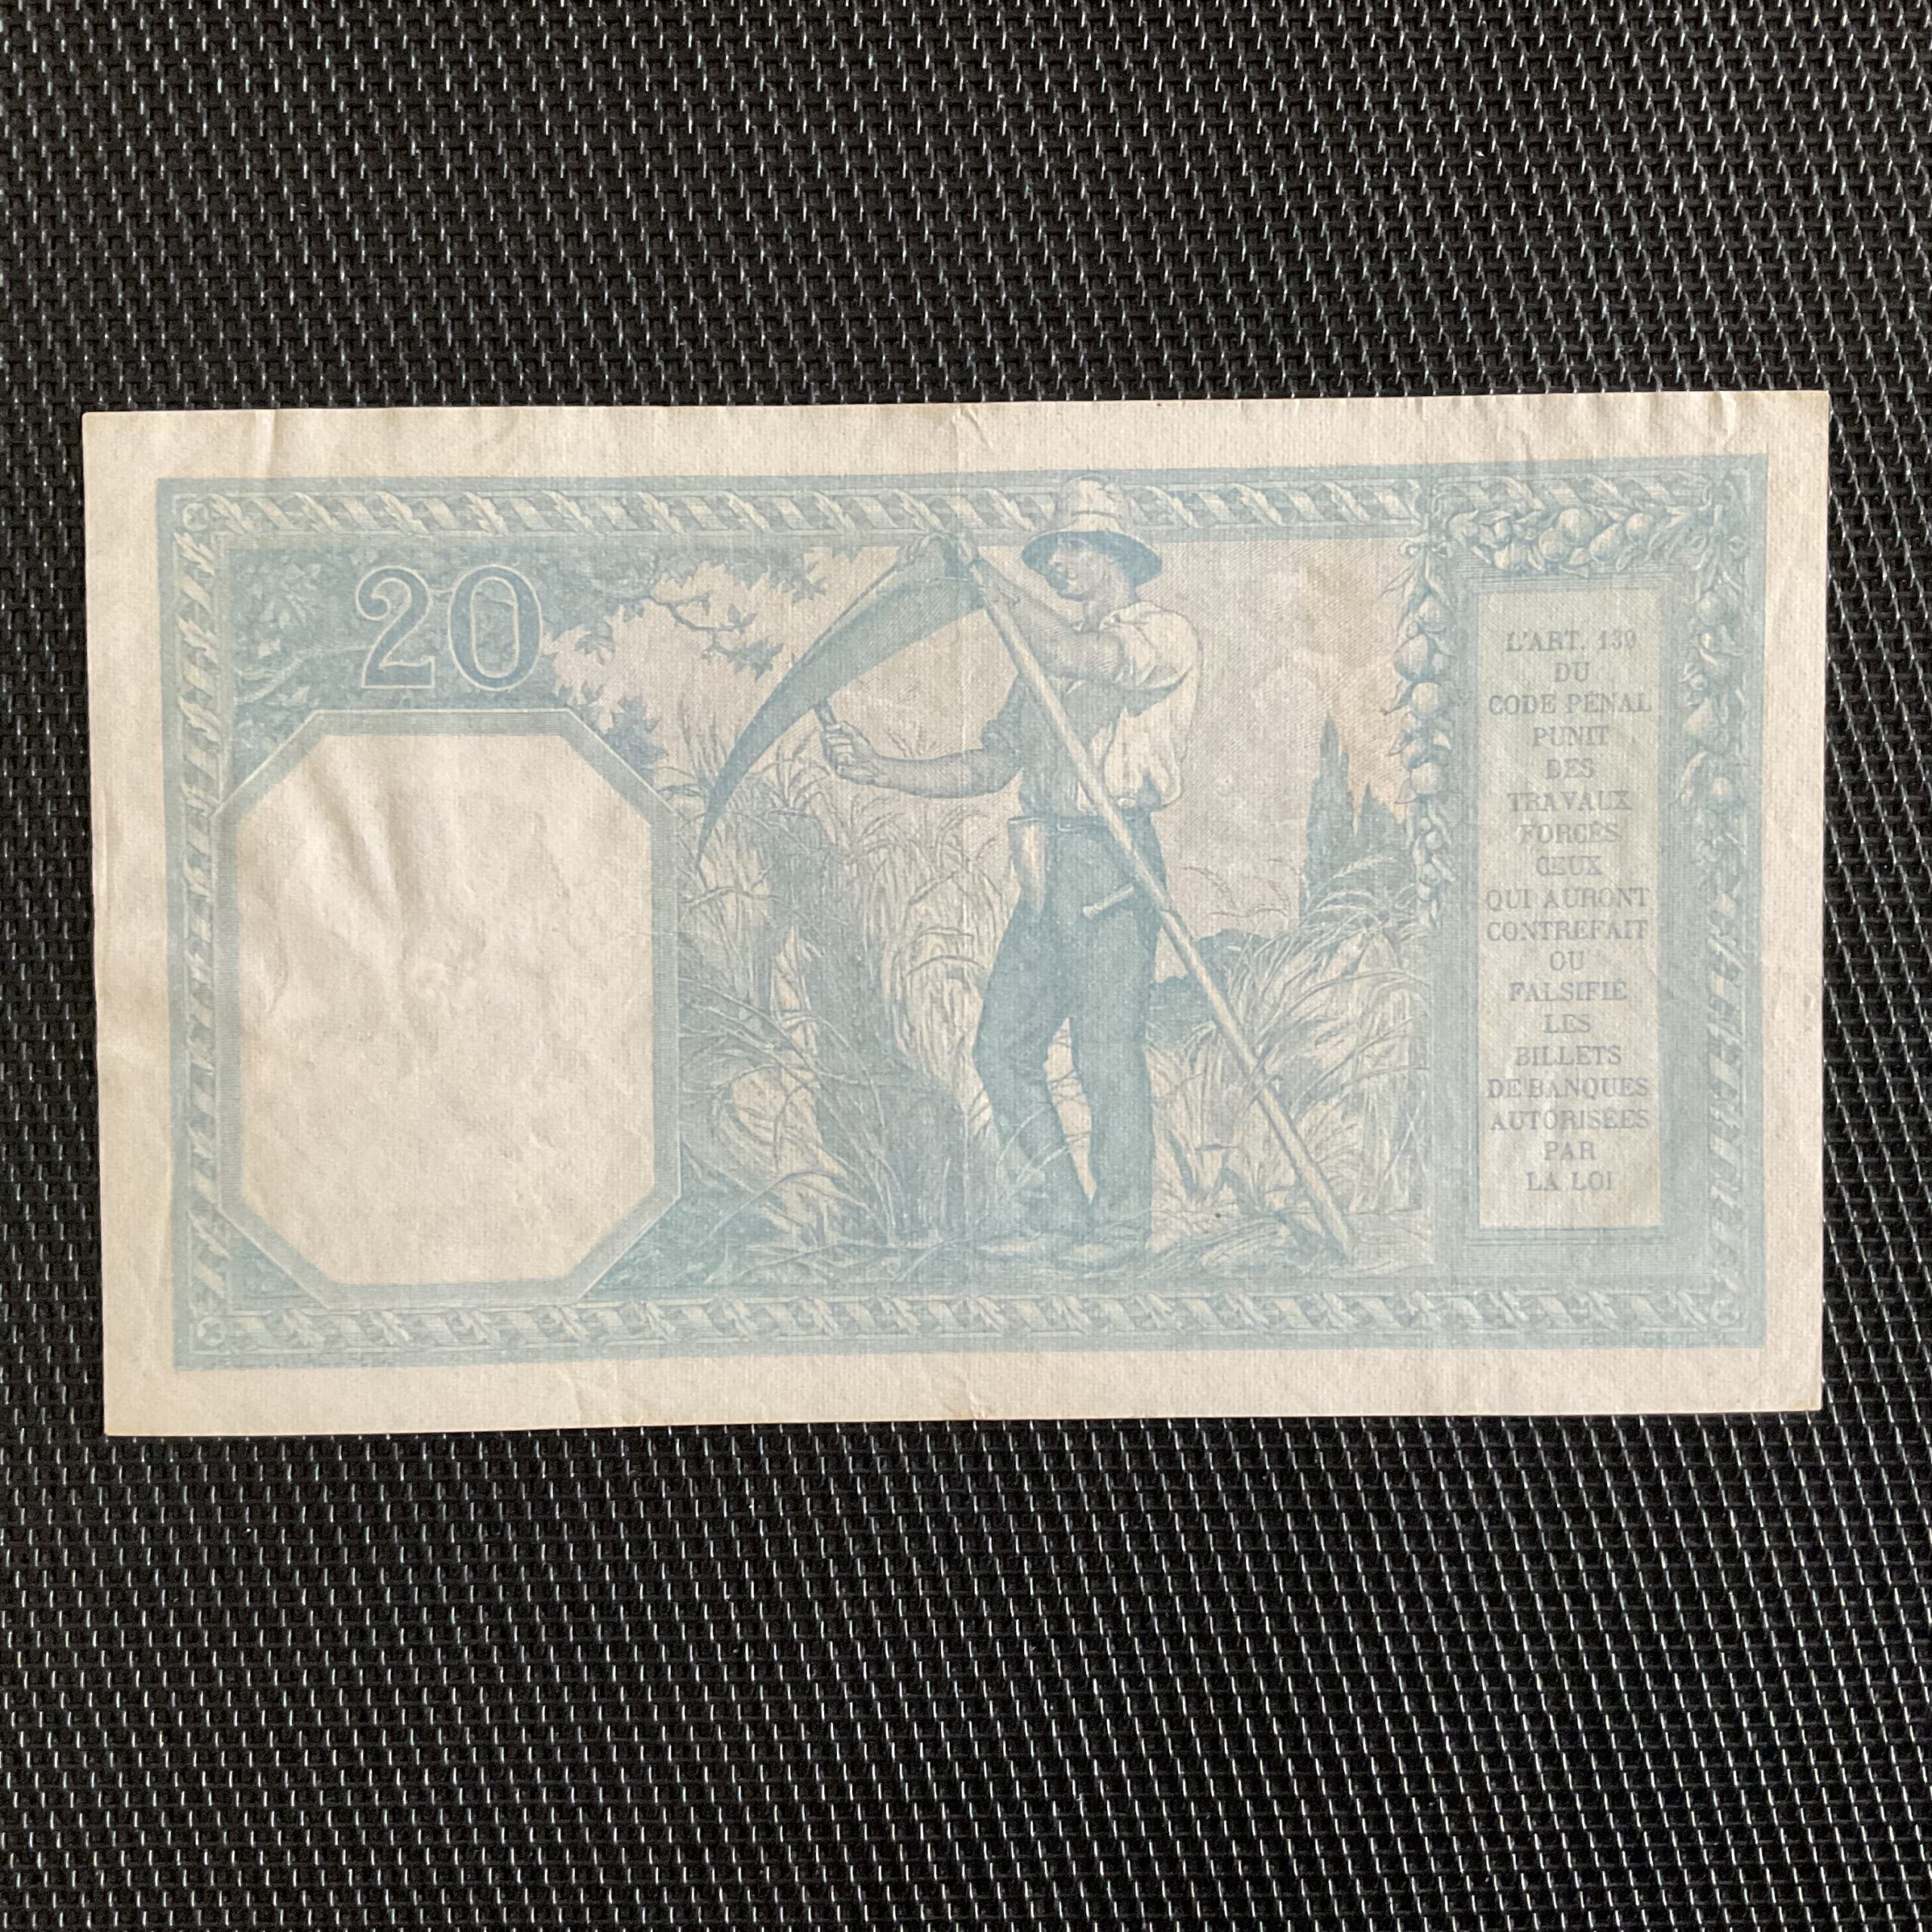 20
L'ART. 139
DU
CODE PÉNAL
PUNIT
DES
TRAVAUX
FORCÉS
CEUX
QUI AURONT
CONTREFAIT
OU
FALSIFIÉ
LES
BILLETS
DE BANQUES
AUTORISÉES
PAR
LA LOI